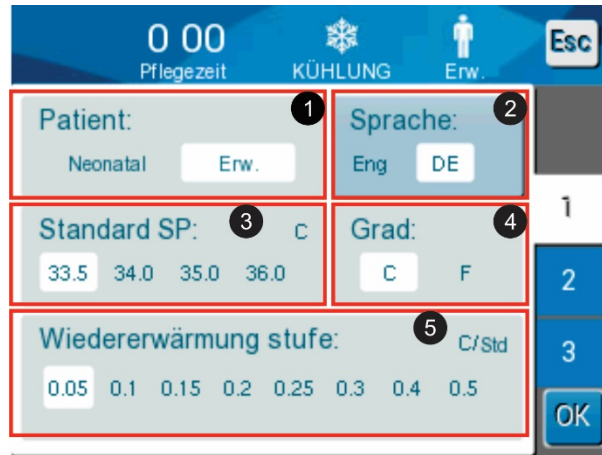 0 00
Pflegezeit
KÜHLUNG
Erw.
Esc
Patient:
1
Neonatal Erw.
Sprache:
2
Eng DE
Standard SP:
3
C
33.5 34.0 35.0 36.0
Grad:
4
C F
Wiedererwärmung stufe:
5
C/Std
0.05 0.1 0.15 0.2 0.25 0.3 0.4 0.5
1
2
3
OK